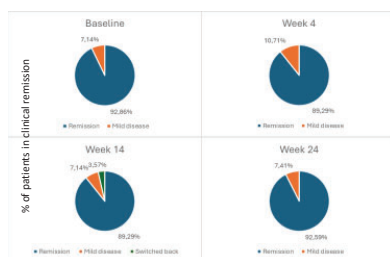 % of patients in clinical remission
Baseline
7,14%
92,86%
Remission Mild disease
Week 4
10,71%
89,29%
Remission Mild disease
Week 14
7,14% 3,57%
89,29%
Remission Mild disease Switched back
Week 24
7,41%
92,59%
Remission Mild disease